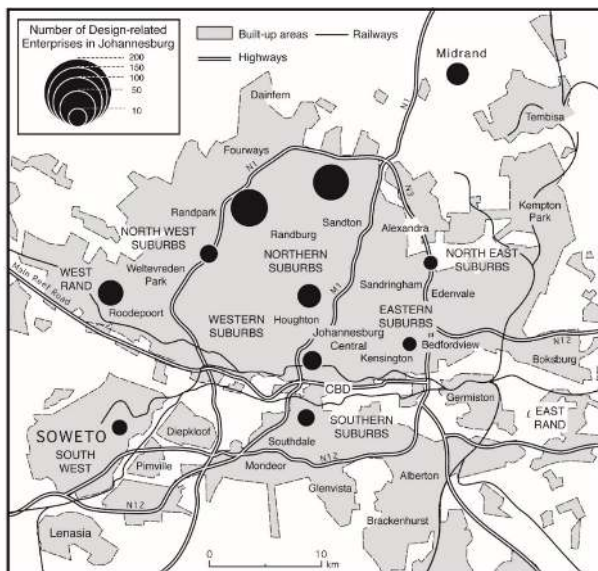 Number of Design-related
Enterprises in Johannesburg
200
150
100
50
10
Built-up areas
Railways
Highways
Midrand
Dainfern
N1
Tembisa
Fourways
N1
N3
Kempton
Park
Randpark
Sandton
Randburg
Alexandra
NORTH WEST
SUBURBS
NORTHERN
SUBURBS
NORTH EAST
SUBURBS
WEST
RAND
Weltevreden
Park
Main Reef Road
M1
Sandringham
Edenvale
Roodepoort
WESTERN
SUBURBS
Houghton
EASTERN
SUBURBS
Johannesburg
Central
Bedfordview
N12
Kensington
Boksburg
CBD
Germiston
EAST
RAND
SOWETO
SOUTH
WEST
Diepkloof
SOUTHERN
SUBURBS
Southdale
Pimville
Mondeor
N12
Alberton
N12
Glenvista
Brackenhurst
Lenasia
0
10
km